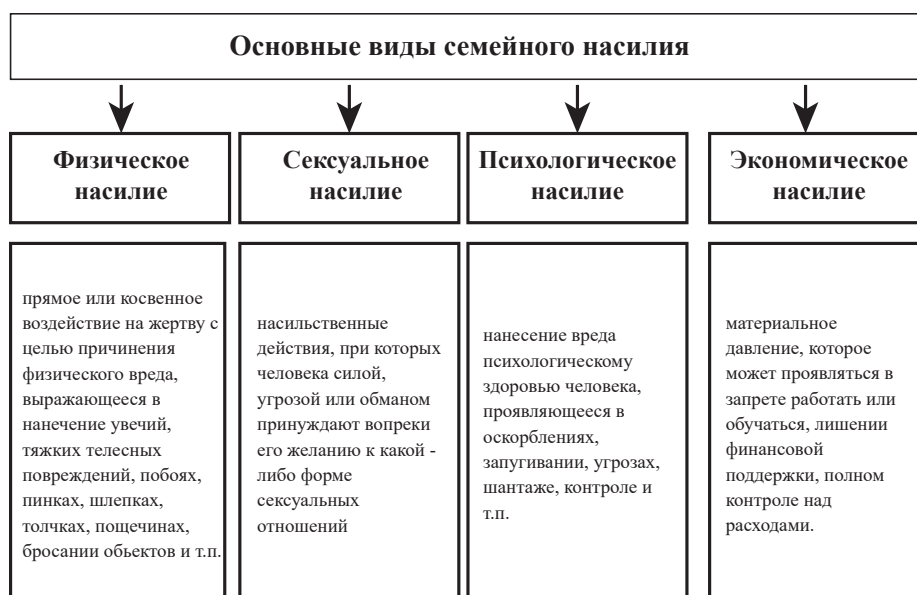 Основные виды семейного насилия
Физическое
насилие
Сексуальное
насилие
Психологическое
насилие
Экономическое
насилие
прямое или косвенное
воздействие на жертву с
целью причинения
физического вреда,
выражающееся в
нанечение увечий,
тяжких телесных
повреждений, побоях,
пинках, шлепках,
толчках, пощечинах,
бросании обьектов и т.п.
насильственные
действия, при которых
человека силой,
угрозой или обманом
принуждают вопреки
его желанию к какой -
либо форме
сексуальных
отношений
нанесение вреда
психологическому
здоровью человека,
проявляющееся в
оскорблениях,
запугивании, угрозах,
шантаже, контроле и
т.п.
материальное
давление, которое
может проявляться в
запрете работать или
обучаться, лишении
финансовой
поддержки, полном
контроле над
расходами.